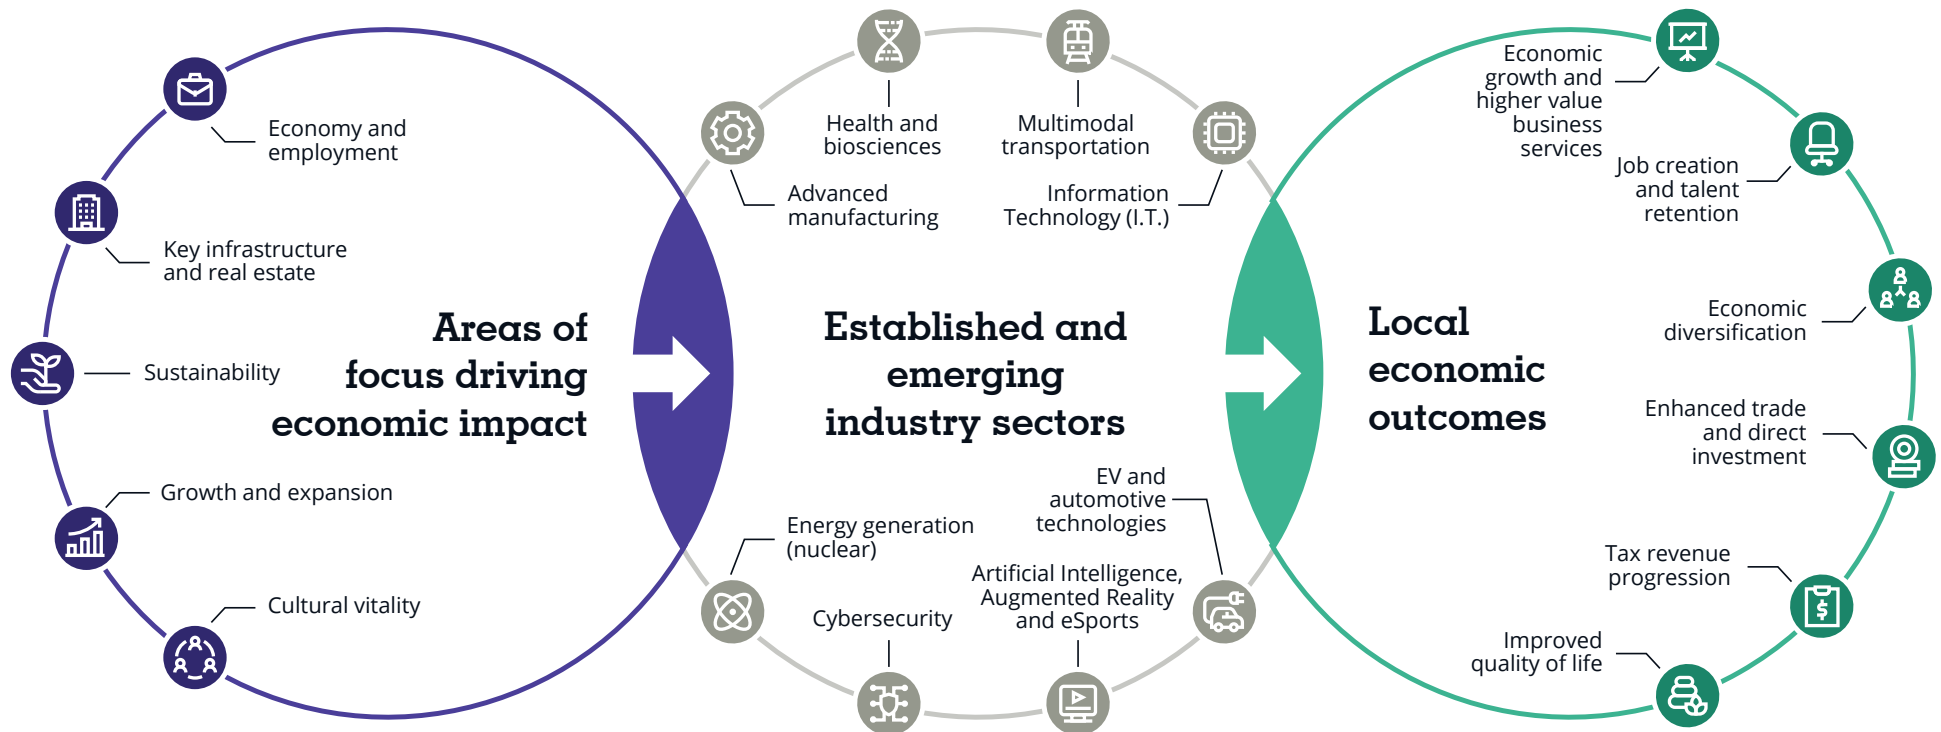 Economy and
employment
Key infrastructure
and real estate
Sustainability
Areas of
focus driving
economic impact
Growth and expansion
Cultural vitality
Health and
biosciences
Multimodal
transportation
Advanced
manufacturing
Information
Technology (I.T.)
Established and
emerging
industry sectors
Energy generation
(nuclear)
Cybersecurity
Artificial Intelligence,
Augmented Reality
and eSports
EV and
automotive
technologies
Economic
growth and
higher value
business
services
Job creation
and talent
retention
Local
economic
outcomes
Economic
diversification
Enhanced trade
and direct
investment
Tax revenue
progression
$
Improved
quality of life